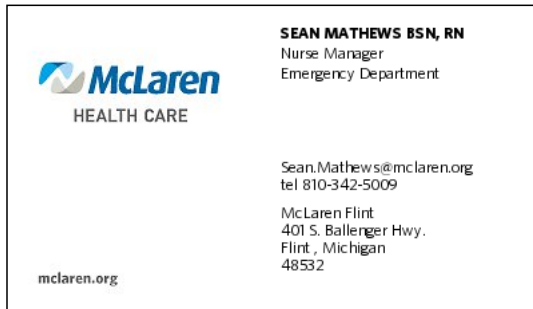 McLaren
HEALTH CARE
mclaren.org
SEAN MATHEWS BSN, RN
Nurse Manager
Emergency Department
Sean.Mathews@mclaren.org
tel 810-342-5009
McLaren Flint
401 S. Ballenger Hwy.
Flint , Michigan
48532